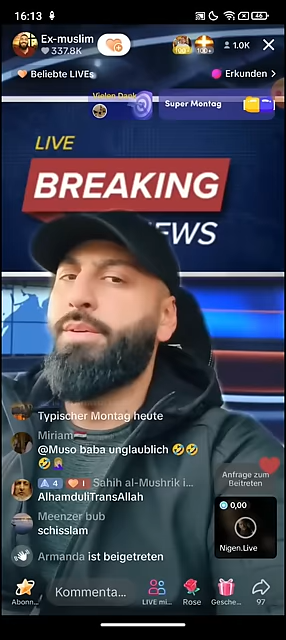 16:13
46
Ex-muslim
337.8K
100+
1.0K
Beliebte LIVEs
Erkunden
Vielen Dank
Super Montag
LIVE
BREAKING
NEWS
Typischer Montag heute
Miriam
@Muso baba unglaublich 🤣🤣
🤣
4
Sahih al-Mushrik i...
AlhamduliTransAllah
Meenzer bub
schisslam
Armanda ist beigetreten
Anfrage zum
Beitreten
0,00
Nigen.Live
Kommenta...
Abonn...
LIVE mi...
Rose
Gesche...
97